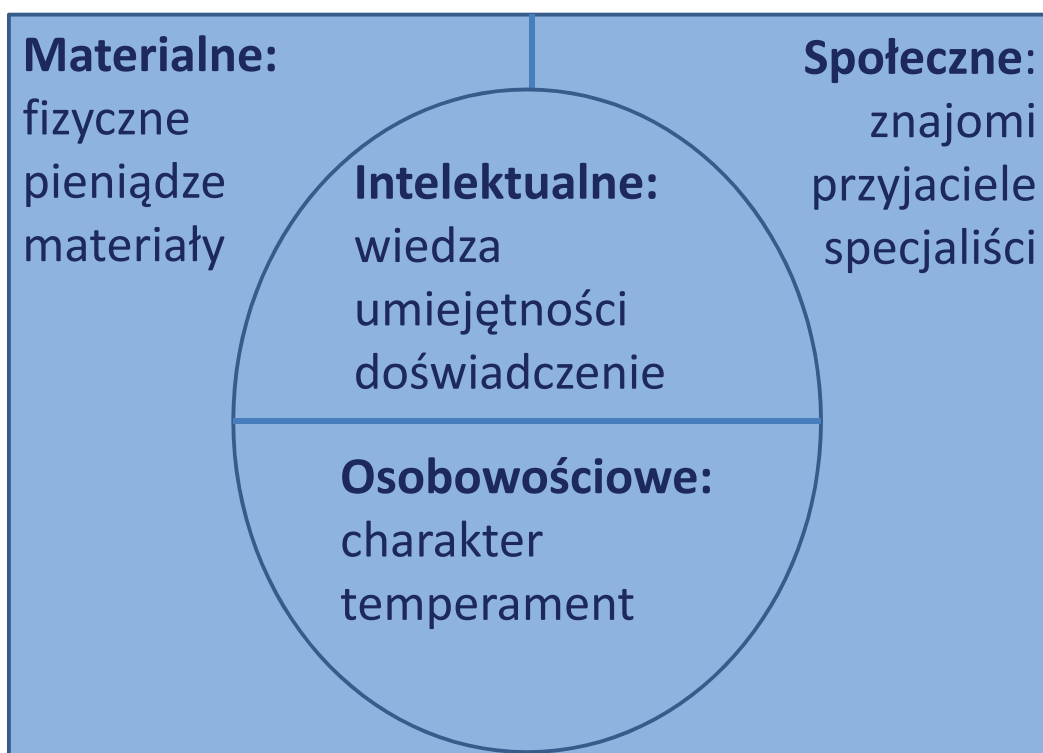 Materialne:
fizyczne
pieniądze
materiały
Społeczne:
znajomi
przyjaciele
specjaliści
Intelektualne:
wiedza
umiejętności
doświadczenie
Osobowościowe:
charakter
temperament